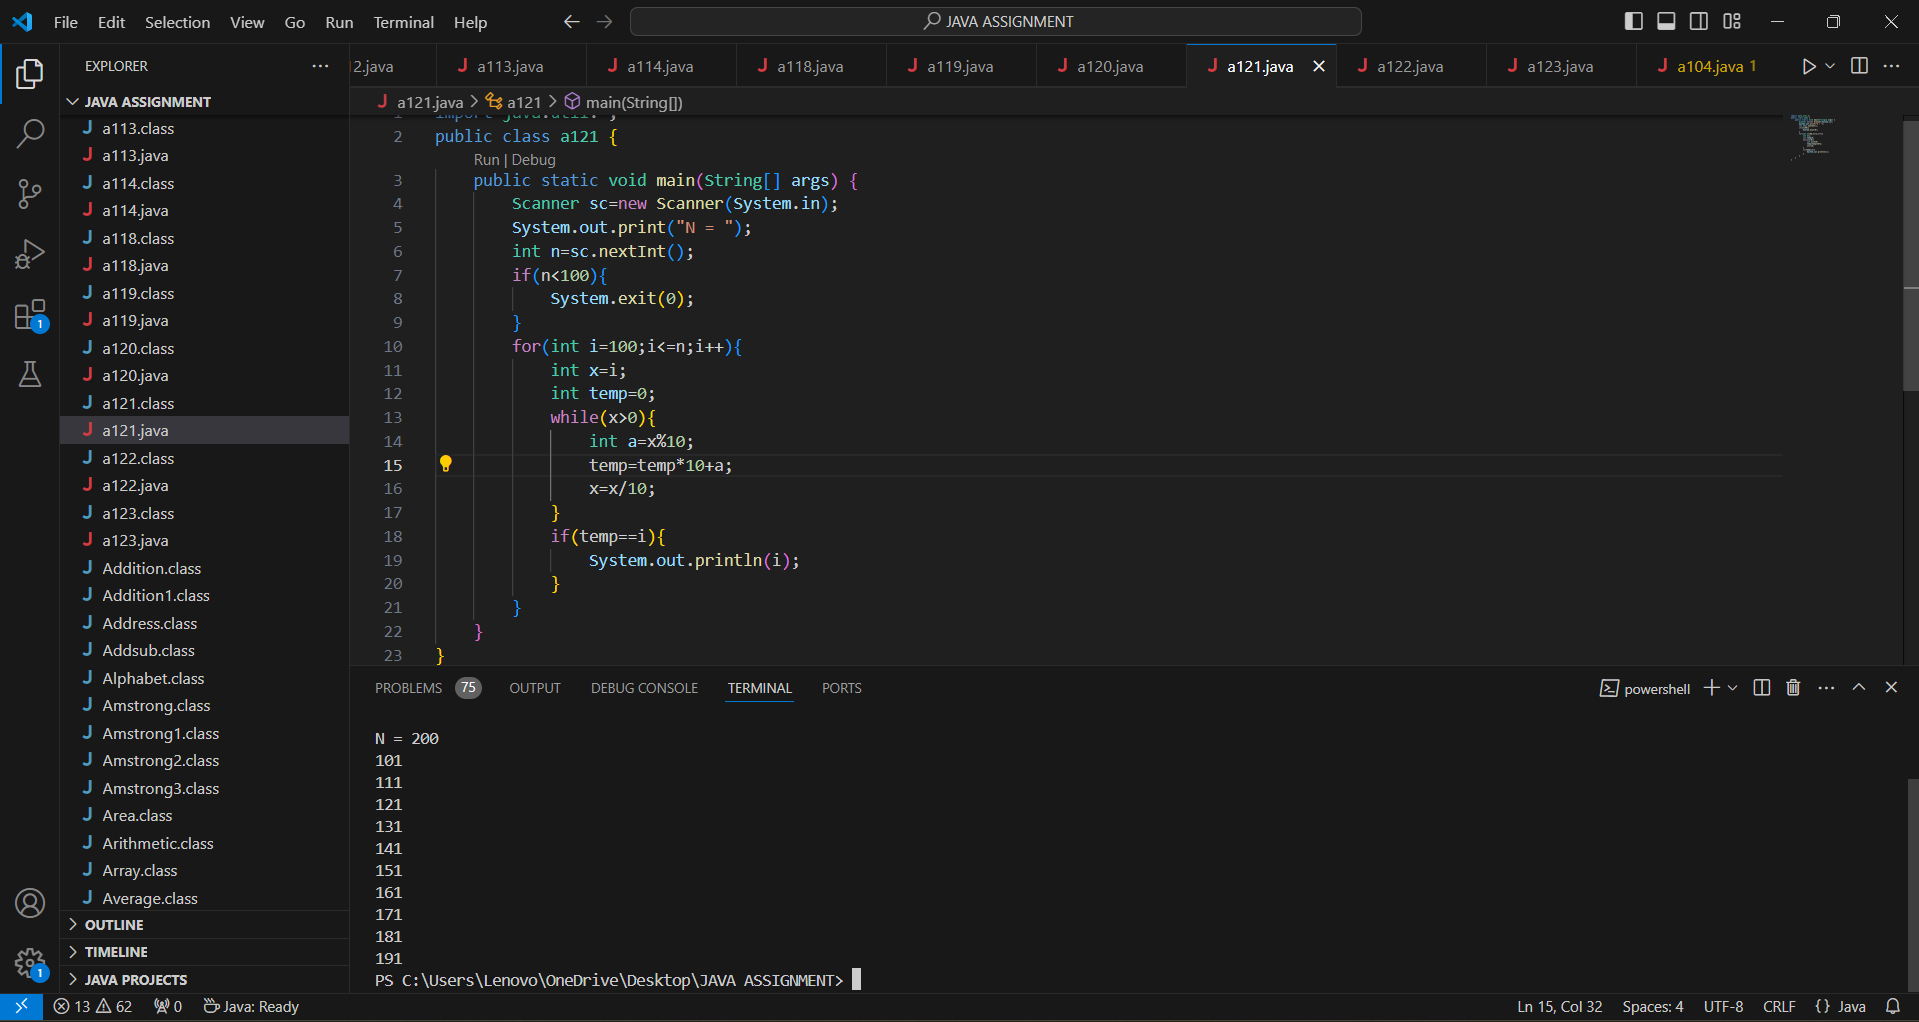 File Edit Selection View Go Run Terminal Help
JAVA ASSIGNMENT
EXPLORER
JAVA ASSIGNMENT
a113.class
a113.java
a114.class
a114.java
a118.class
a118.java
a119.class
a119.java
a120.class
a120.java
a121.class
a121.java
a122.class
a122.java
a123.class
a123.java
Addition.class
Addition1.class
Address.class
Addsub.class
Alphabet.class
Amstrong.class
Amstrong1.class
Amstrong2.class
Amstrong3.class
Area.class
Arithmetic.class
Array.class
Average.class
OUTLINE
TIMELINE
JAVA PROJECTS
1
1
2.java a113.java a114.java a118.java a119.java a120.java a121.java a122.java a123.java a104.java 1
a121.java > a121 > main(String[])
2 public class a121 {
Run | Debug
3 public static void main(String[] args) {
4 Scanner sc=new Scanner(System.in);
5 System.out.print("N = ");
6 int n=sc.nextInt();
7 if(n<100){
8 System.exit(0);
9 }
10 for(int i=100;i<=n;i++){
11 int x=i;
12 int temp=0;
13 while(x>0){
14 int a=x%10;
15 temp=temp*10+a;
16 x=x/10;
17 }
18 if(temp==i){
19 System.out.println(i);
20 }
21 }
22 }
23 }
PROBLEMS 75 OUTPUT DEBUG CONSOLE TERMINAL PORTS powershell
N = 200
101
111
121
131
141
151
161
171
181
191
PS C:\Users\Lenovo\OneDrive\Desktop\JAVA ASSIGNMENT>
13 62 0 Java: Ready Ln 15, Col 32 Spaces: 4 UTF-8 CRLF {} Java